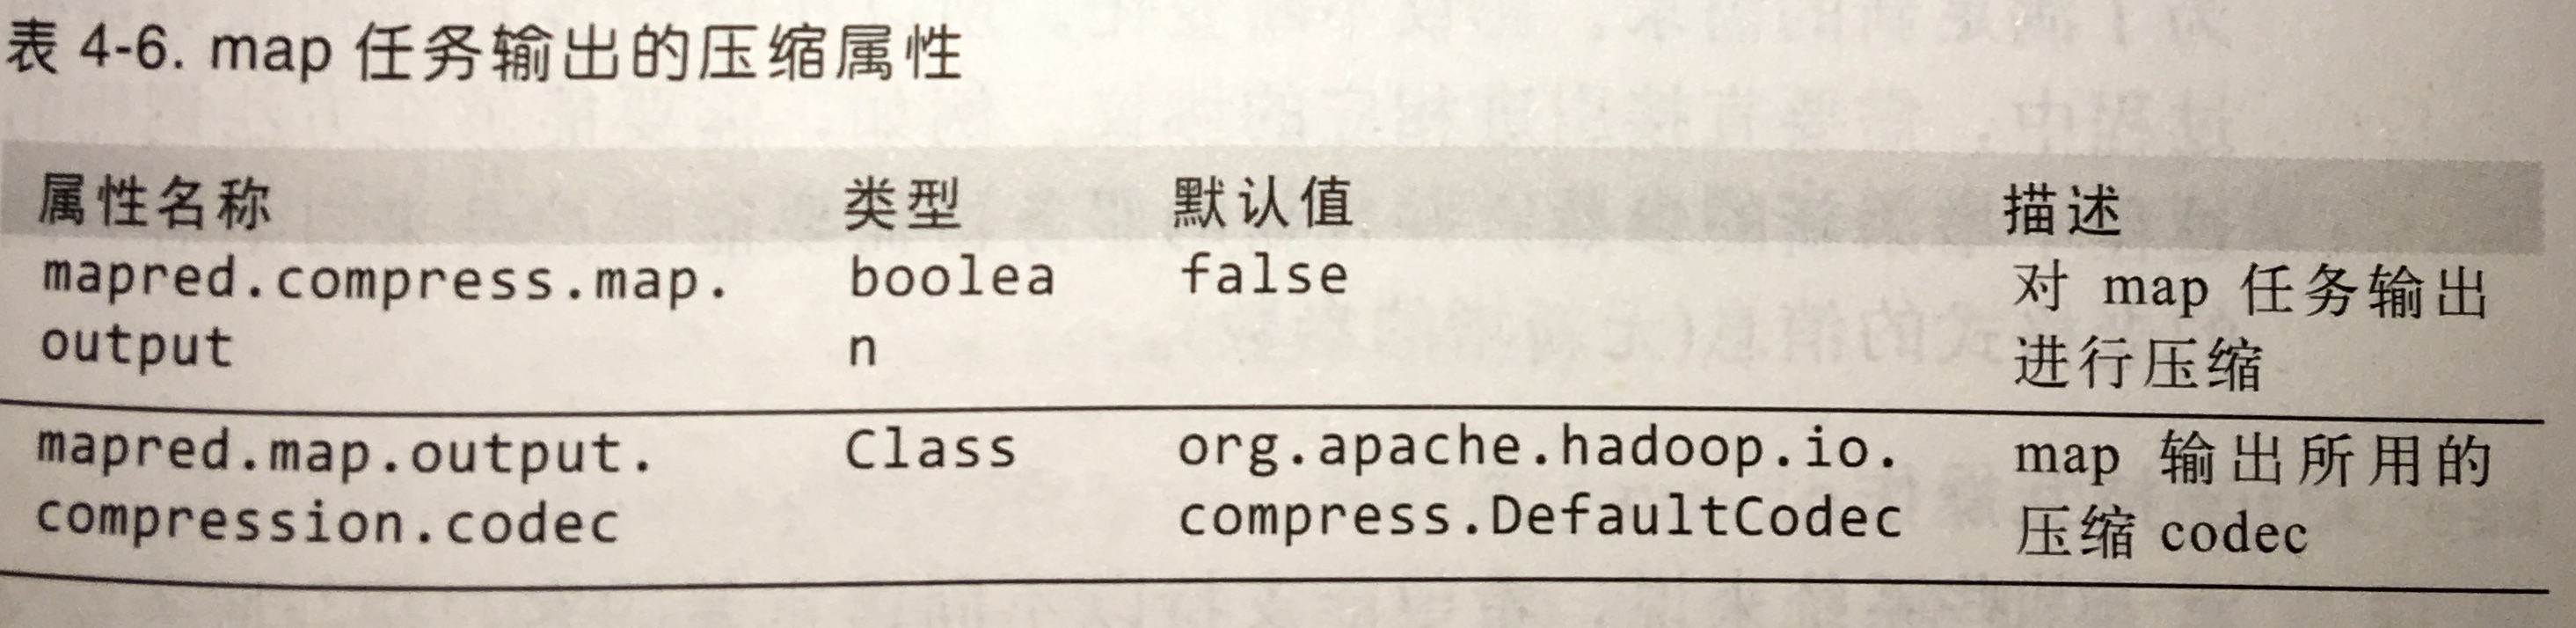 表 4-6. map 任务输出的压缩属性
属性名称 类型 默认值 描述
mapred.compress.map. boolea false 对 map 任务输出
output n 进行压缩
mapred.map.output. Class org.apache.hadoop.io. map 输出所用的
compression.codec compress.DefaultCodec 压缩 codec